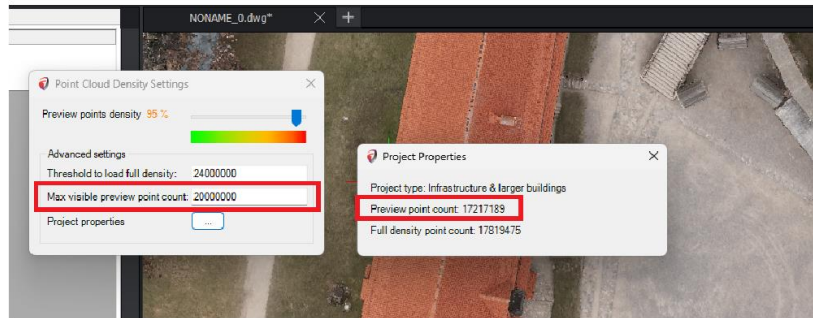 NONAME_0.dwg*
Point Cloud Density Settings
Preview points density 95 %
Advanced settings
Threshold to load full density: 24000000
Max visible preview point count: 20000000
Project properties ...
Project Properties
Project type: Infrastructure & larger buildings
Preview point count: 17217189
Full density point count: 17819475